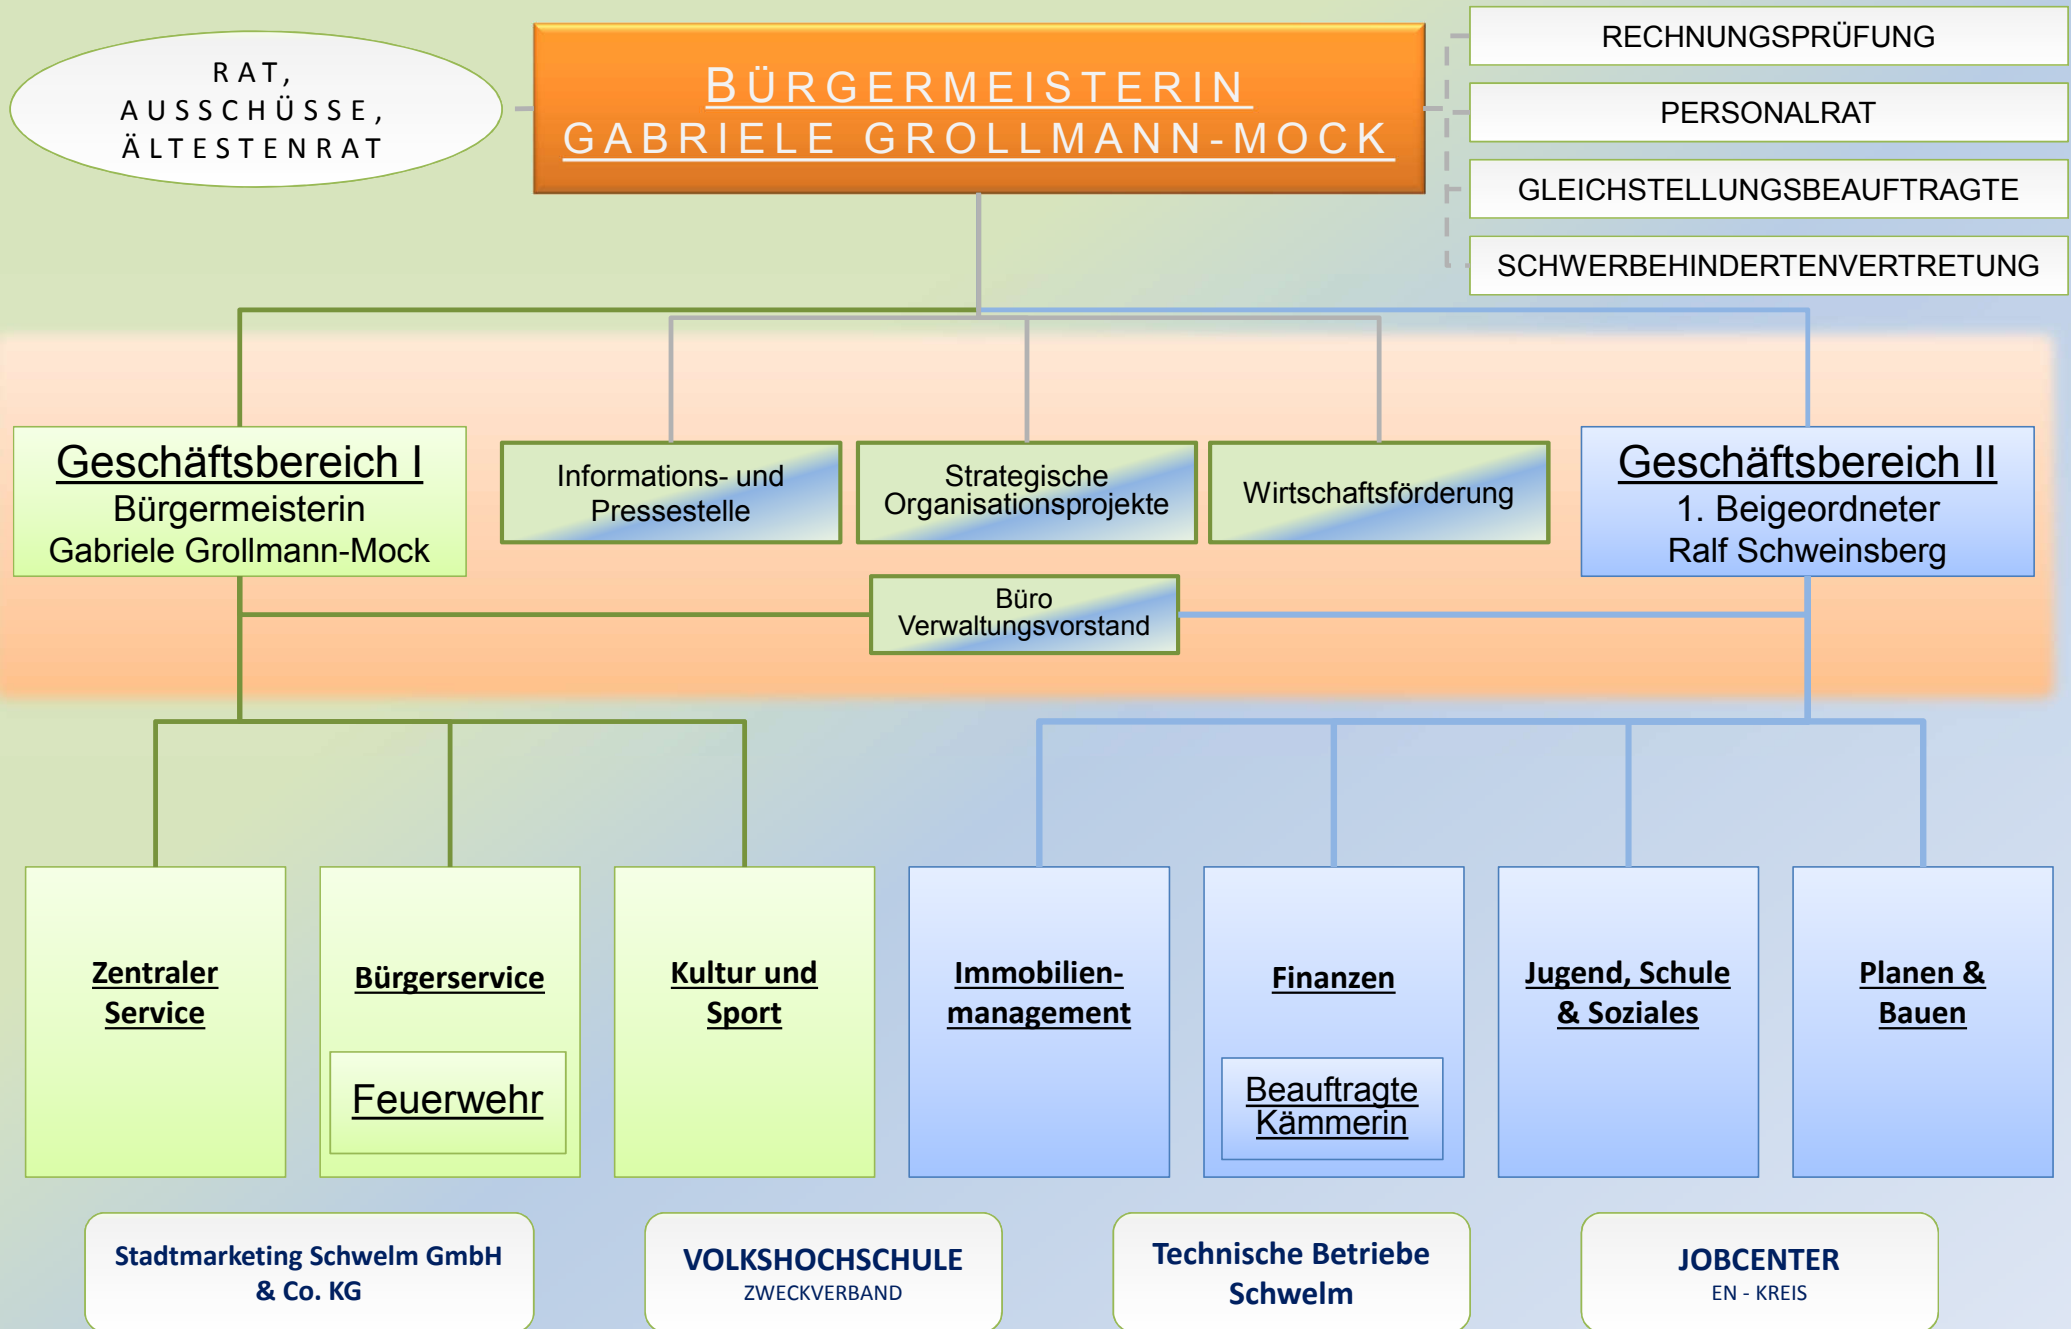 RAT,
AUSSCHÜSSE,
ÄLTESTENRAT
BÜRGERMEISTERIN
GABRIELE GROLLMANN-MOCK
RECHNUNGSPRÜFUNG
PERSONALRAT
GLEICHSTELLUNGSBEAUFTRAGTE
SCHWERBEHINDERTENVERTRETUNG
Geschäftsbereich I
Bürgermeisterin
Gabriele Grollmann-Mock
Informations- und
Pressestelle
Strategische
Organisationsprojekte
Wirtschaftsförderung
Geschäftsbereich II
1. Beigeordneter
Ralf Schweinsberg
Büro
Verwaltungsvorstand
Zentraler
Service
Bürgerservice
Feuerwehr
Kultur und
Sport
Immobilien-
management
Finanzen
Beauftragte
Kämmerin
Jugend, Schule
& Soziales
Planen &
Bauen
Stadtmarketing Schwelm GmbH
& Co. KG
VOLKSHOCHSCHULE
ZWECKVERBAND
Technische Betriebe
Schwelm
JOBCENTER
EN - KREIS